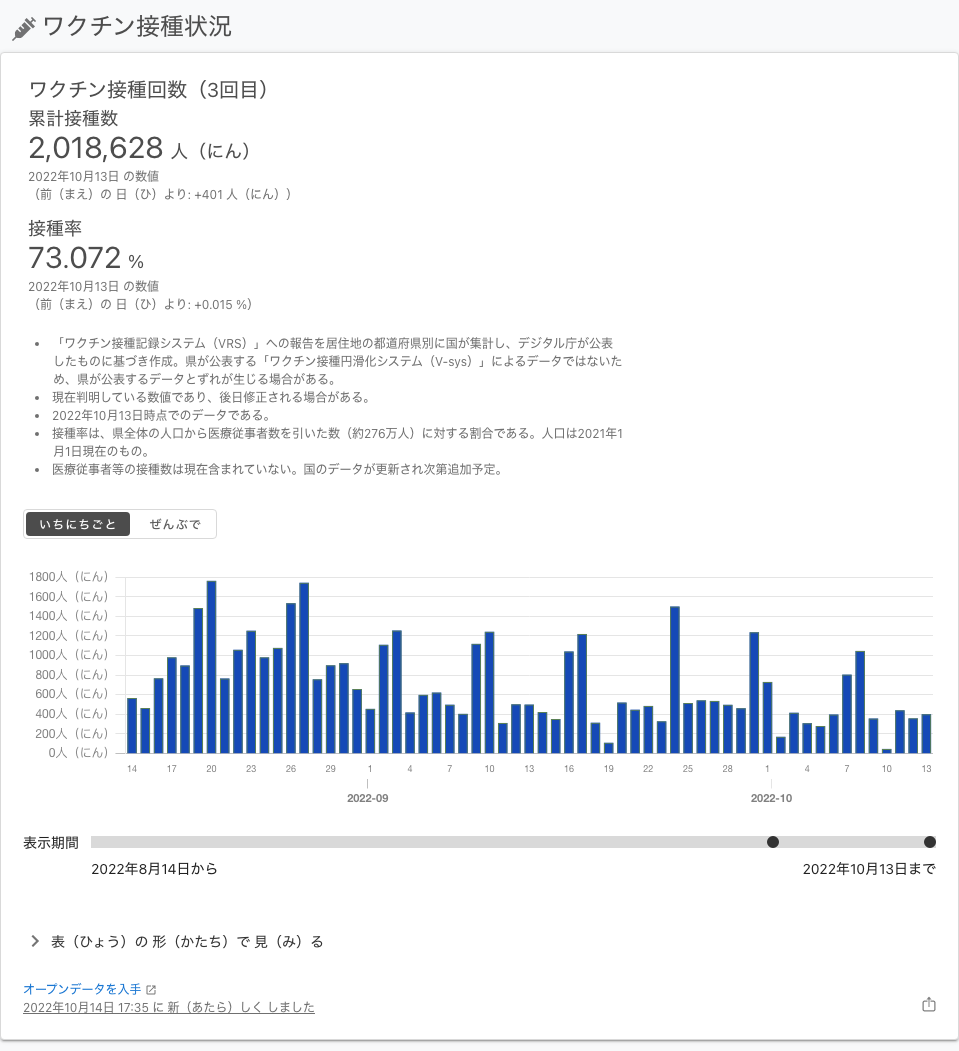 ワクチン接種状況
ワクチン接種回数（3回目）
累計接種数
2,018,628 人（にん）
2022年10月13日 の数値
（前（まえ）の 日（ひ）より: +401 人（にん））
接種率
73.072 %
2022年10月13日 の数値
（前（まえ）の 日（ひ）より: +0.015 %）
• 「ワクチン接種記録システム（VRS）」への報告を居住地の都道府県別に国が集計し、デジタル庁が公表
したものに基づき作成。県が公表する「ワクチン接種円滑化システム（V-sys）」によるデータではないた
め、県が公表するデータとずれが生じる場合がある。
• 現在判明している数値であり、後日修正される場合がある。
• 2022年10月13日時点でのデータである。
• 接種率は、県全体の人口から医療従事者数を引いた数（約276万人）に対する割合である。人口は2021年1
月1日現在のもの。
• 医療従事者等の接種数は現在含まれていない。国のデータが更新され次第追加予定。
いちにちごと ぜんぶで
1800人（にん）
1600人（にん）
1400人（にん）
1200人（にん）
1000人（にん）
800人（にん）
600人（にん）
400人（にん）
200人（にん）
0人（にん）
14 17 20 23 26 29 1 4 7 10 13 16 19 22 25 28 1 4 7 10 13
2022-09 2022-10
表示期間
2022年8月14日から 2022年10月13日まで
表（ひょう）の 形（かたち）で 見（み）る
オープンデータを入手
2022年10月14日 17:35 に 新（あたら）しく しました